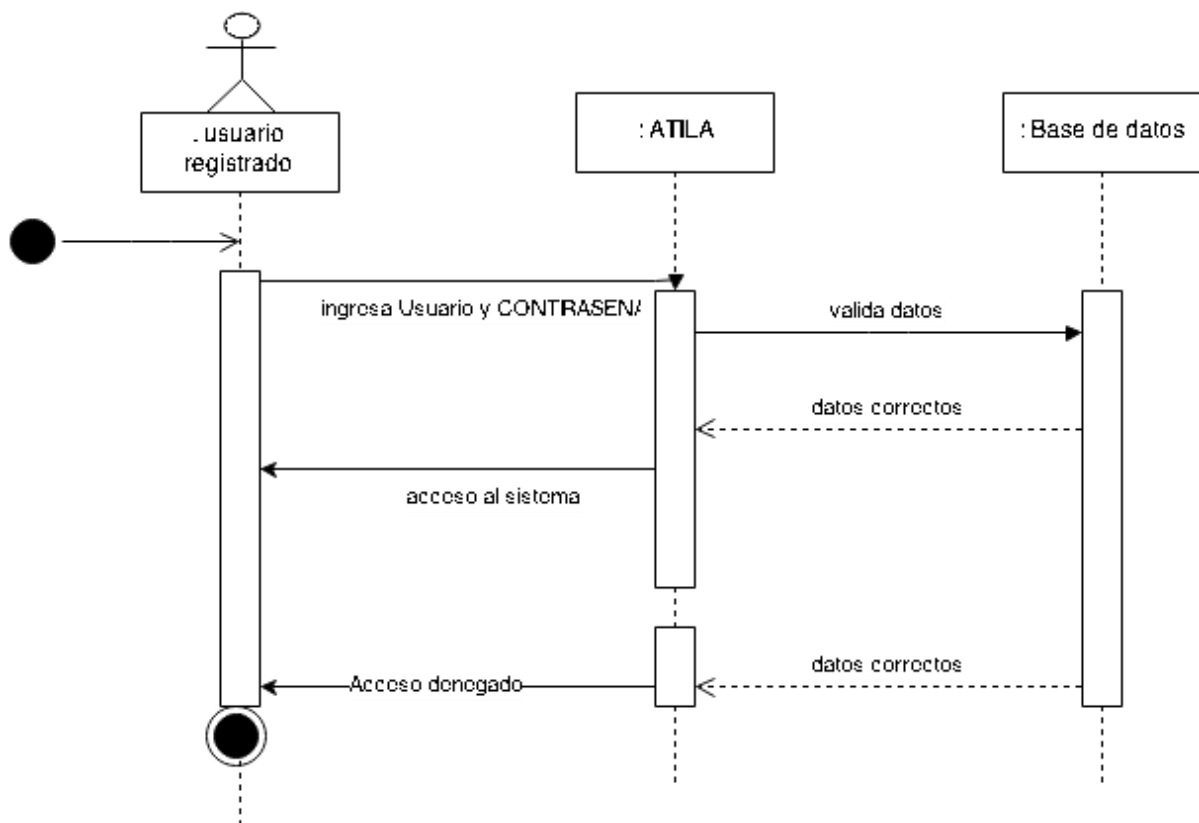 : usuario
registrado
: ATILA
: Base de datos
ingresa Usuario y CONTRASENA
valida datos
datos correctos
acceso al sistema
datos correctos
Acceso denegado